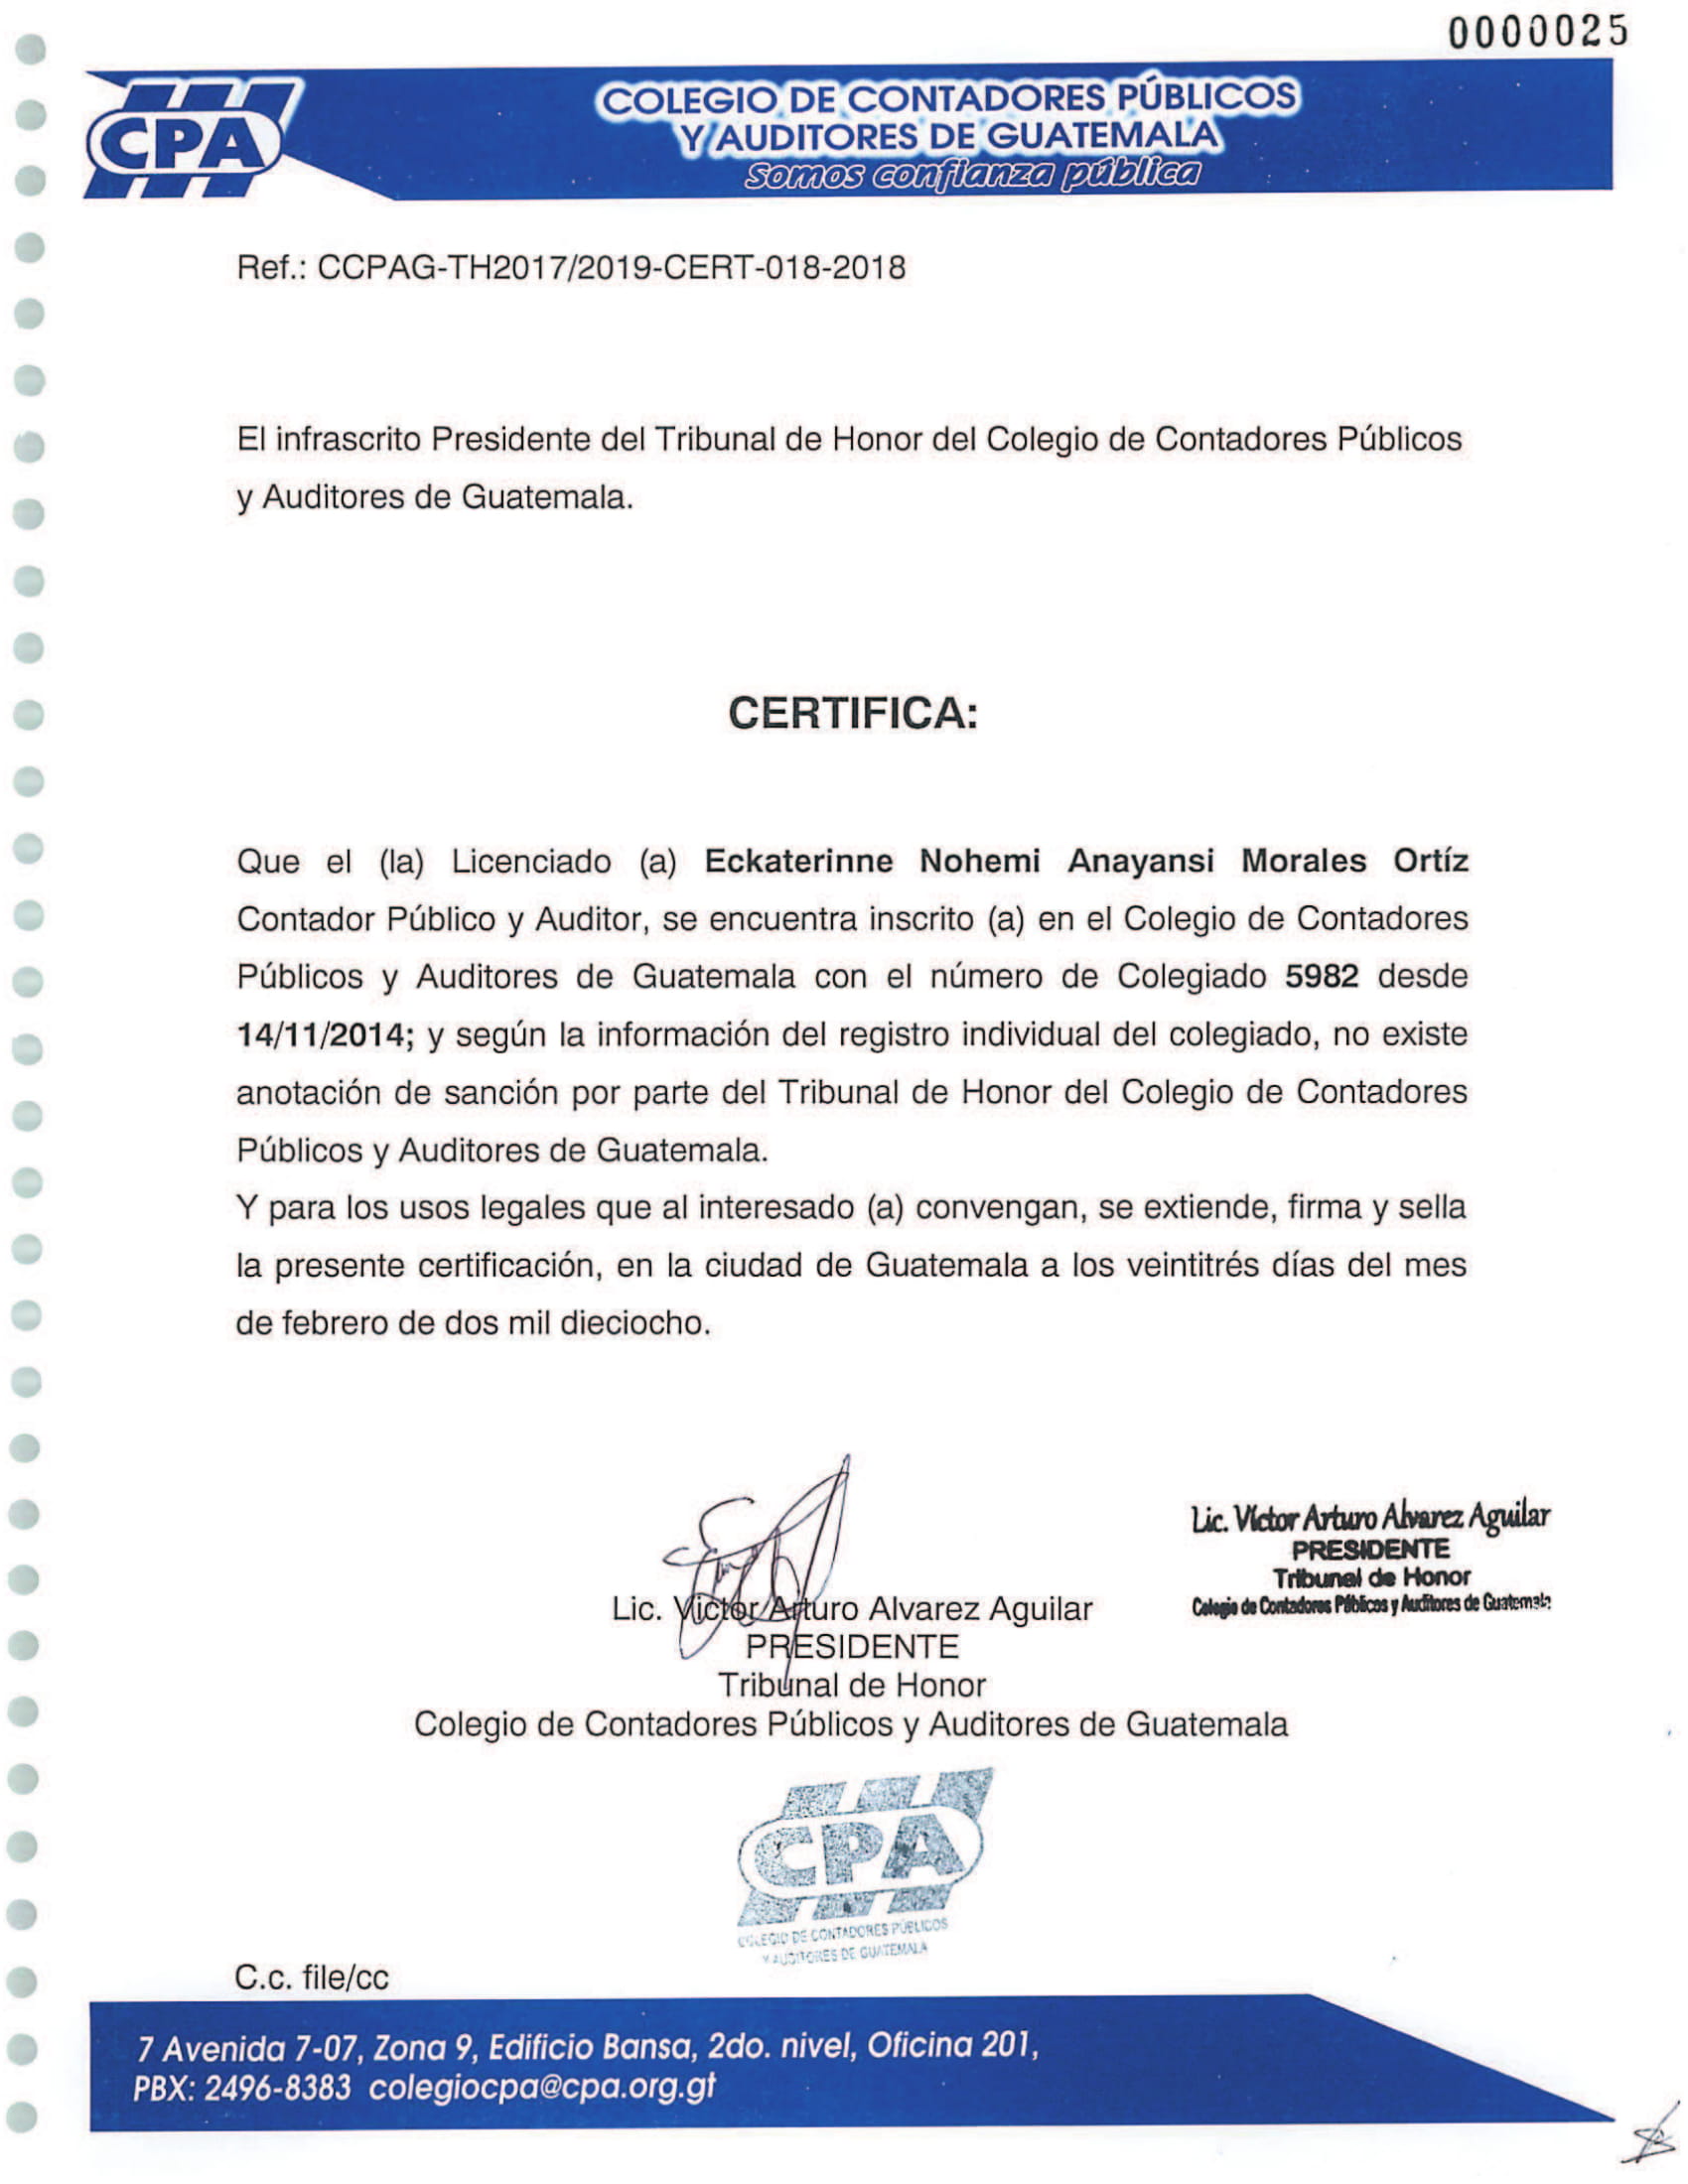 0000025
CPA
COLEGIO DE CONTADORES PÚBLICOS
Y AUDITORES DE GUATEMALA
Somos confianza pública
Ref.: CCPAG-TH2017/2019-CERT-018-2018
El infrascrito Presidente del Tribunal de Honor del Colegio de Contadores Públicos
y Auditores de Guatemala.
CERTIFICA:
Que el (la) Licenciado (a) Eckaterinne Nohemi Anayansi Morales Ortíz
Contador Público y Auditor, se encuentra inscrito (a) en el Colegio de Contadores
Públicos y Auditores de Guatemala con el número de Colegiado 5982 desde
14/11/2014; y según la información del registro individual del colegiado, no existe
anotación de sanción por parte del Tribunal de Honor del Colegio de Contadores
Públicos y Auditores de Guatemala.
Y para los usos legales que al interesado (a) convengan, se extiende, firma y sella
la presente certificación, en la ciudad de Guatemala a los veintitrés días del mes
de febrero de dos mil dieciocho.
Lic. Víctor Arturo Alvarez Aguilar
PRESIDENTE
Tribunal de Honor
Colegio de Contadores Públicos y Auditores de Guatemala
Lic. Victor Arturo Alvarez Aguilar
PRESIDENTE
Tribunal de Honor
Colegio de Contadores Públicos y Auditores de Guatemala
CPA
COLEGIO DE CONTADORES PÚBLICOS
Y AUDITORES DE GUATEMALA
C.c. file/cc
7 Avenida 7-07, Zona 9, Edificio Bansa, 2do. nivel, Oficina 201,
PBX: 2496-8383 colegiocpa@cpa.org.gt